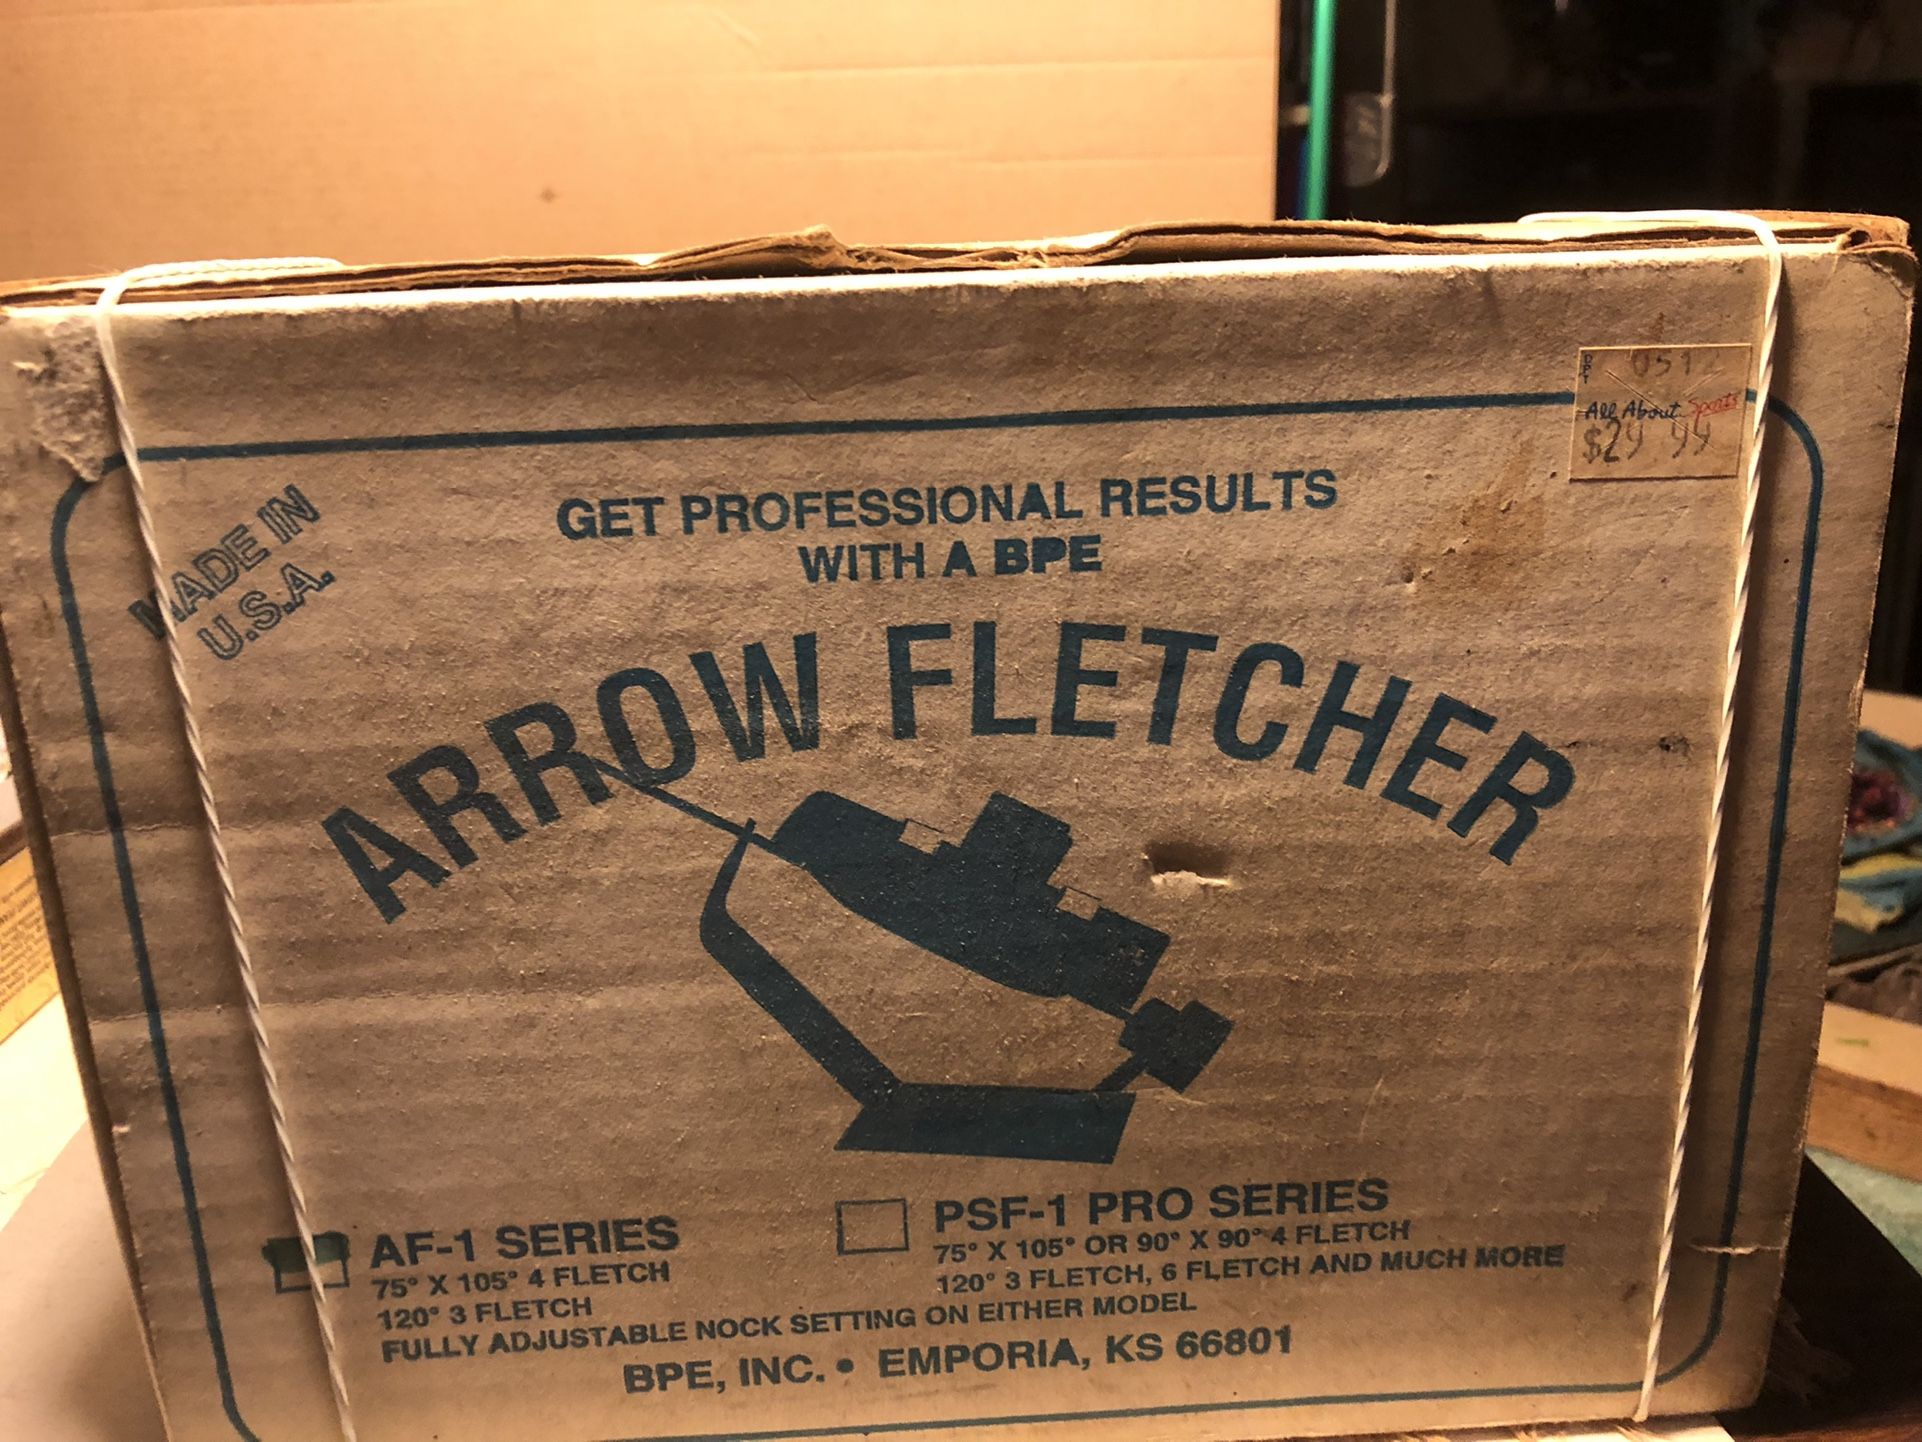 DPT
0512
All About Sports
$29.99
MADE IN
U.S.A.
GET PROFESSIONAL RESULTS
WITH A BPE
ARROW FLETCHER
AF-1 SERIES
75° X 105° 4 FLETCH
120° 3 FLETCH
PSF-1 PRO SERIES
75° X 105° OR 90° X 90° 4 FLETCH
120° 3 FLETCH, 6 FLETCH AND MUCH MORE
FULLY ADJUSTABLE NOCK SETTING ON EITHER MODEL
BPE, INC. • EMPORIA, KS 66801